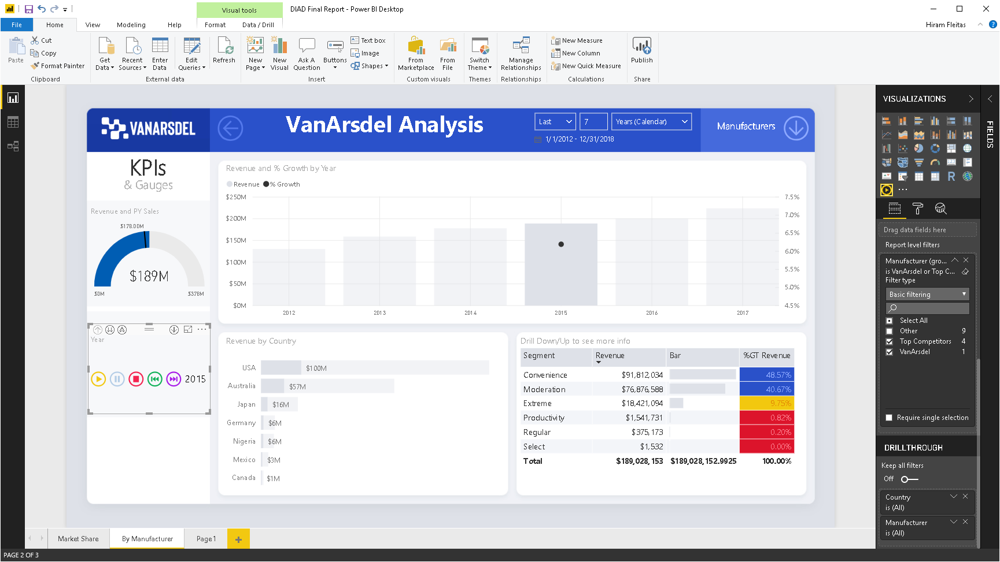 Visual tools
DIAD Final Report - Power BI Desktop
File
Home
View
Modeling
Help
Format
Data / Drill
Hiram Fleitas
Paste
Cut
Copy
Format Painter
Clipboard
Get Data
Recent Sources
Enter Data
Edit Queries
Refresh
External data
New Page
New Visual
Ask A Question
Buttons
Text box
Image
Shapes
Insert
From Marketplace
From File
Custom visuals
Switch Theme
Themes
Manage Relationships
Relationships
New Measure
New Column
New Quick Measure
Calculations
Publish
Share
VANARSDEL
VanArsdel Analysis
Last
7
Years (Calendar)
1/1/2012 - 12/31/2018
Manufacturers
KPIs
& Gauges
Revenue and PY Sales
$178.00M
$189M
$0M
$378M
Year
2015
Revenue and % Growth by Year
Revenue
% Growth
$250M
$200M
$150M
$100M
$50M
$0M
7.5%
7.0%
6.5%
6.0%
5.5%
5.0%
4.5%
2012
2013
2014
2015
2016
2017
Revenue by Country
USA $100M
Australia $57M
Japan $16M
Germany $6M
Nigeria $6M
Mexico $3M
Canada $1M
Drill Down/Up to see more info
Segment Revenue Bar %GT Revenue
Convenience $91,812,034 48.57%
Moderation $76,876,588 40.67%
Extreme $18,421,094 9.75%
Productivity $1,541,731 0.82%
Regular $375,173 0.20%
Select $1,532 0.00%
Total $189,028,153 $189,028,152.9925 100.00%
VISUALIZATIONS
FIELDS
R
Drag data fields here
Report level filters
Manufacturer (gro...
is VanArsdel or Top C...
Filter type
Basic filtering
Select All
Other 9
Top Competitors 4
VanArsdel 1
Require single selection
DRILLTHROUGH
Keep all filters
Off
Country
is (All)
Manufacturer
is (All)
Market Share
By Manufacturer
Page 1
PAGE 2 OF 3